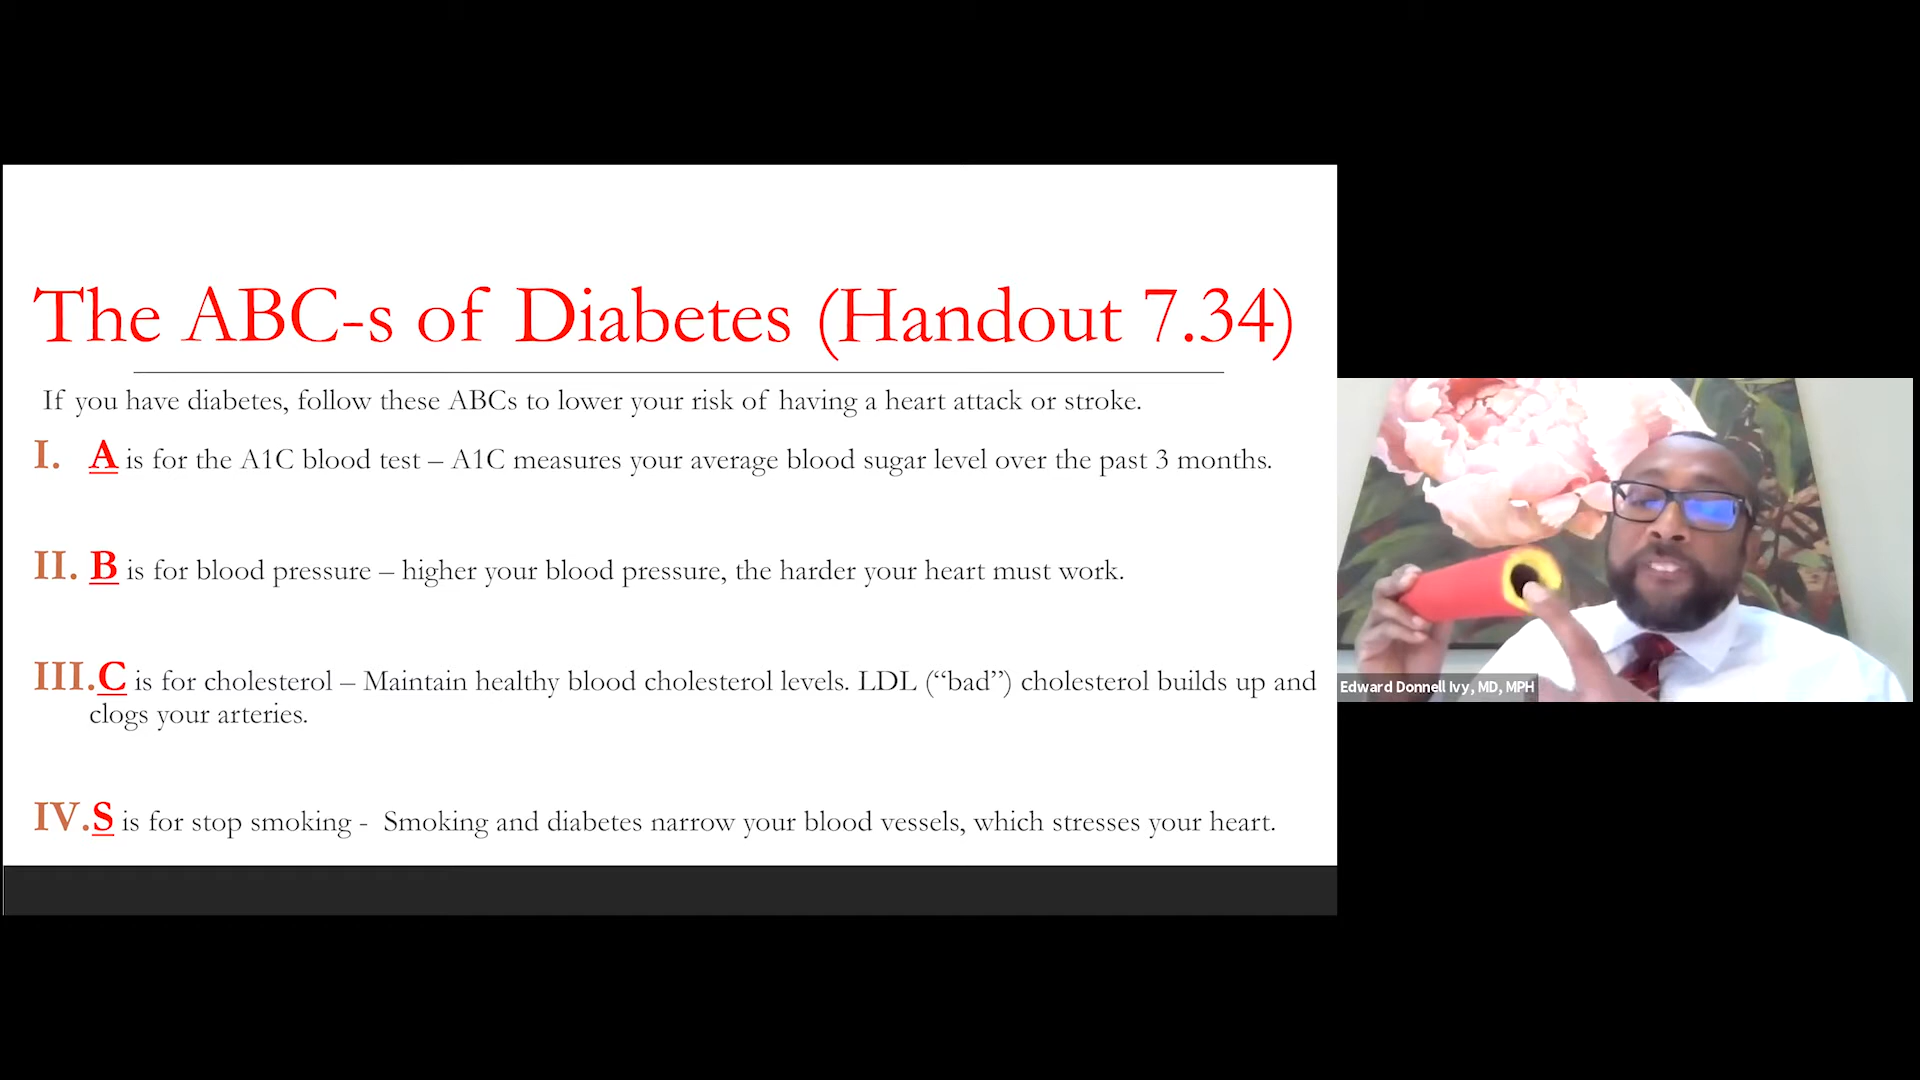 The ABC-s of Diabetes (Handout 7.34)
If you have diabetes, follow these ABCs to lower your risk of having a heart attack or stroke.
I. A is for the A1C blood test – A1C measures your average blood sugar level over the past 3 months.
II. B is for blood pressure – higher your blood pressure, the harder your heart must work.
III. C is for cholesterol – Maintain healthy blood cholesterol levels. LDL (“bad”) cholesterol builds up and
clogs your arteries.
IV. S is for stop smoking - Smoking and diabetes narrow your blood vessels, which stresses your heart.
Edward Donnell Ivy, MD, MPH